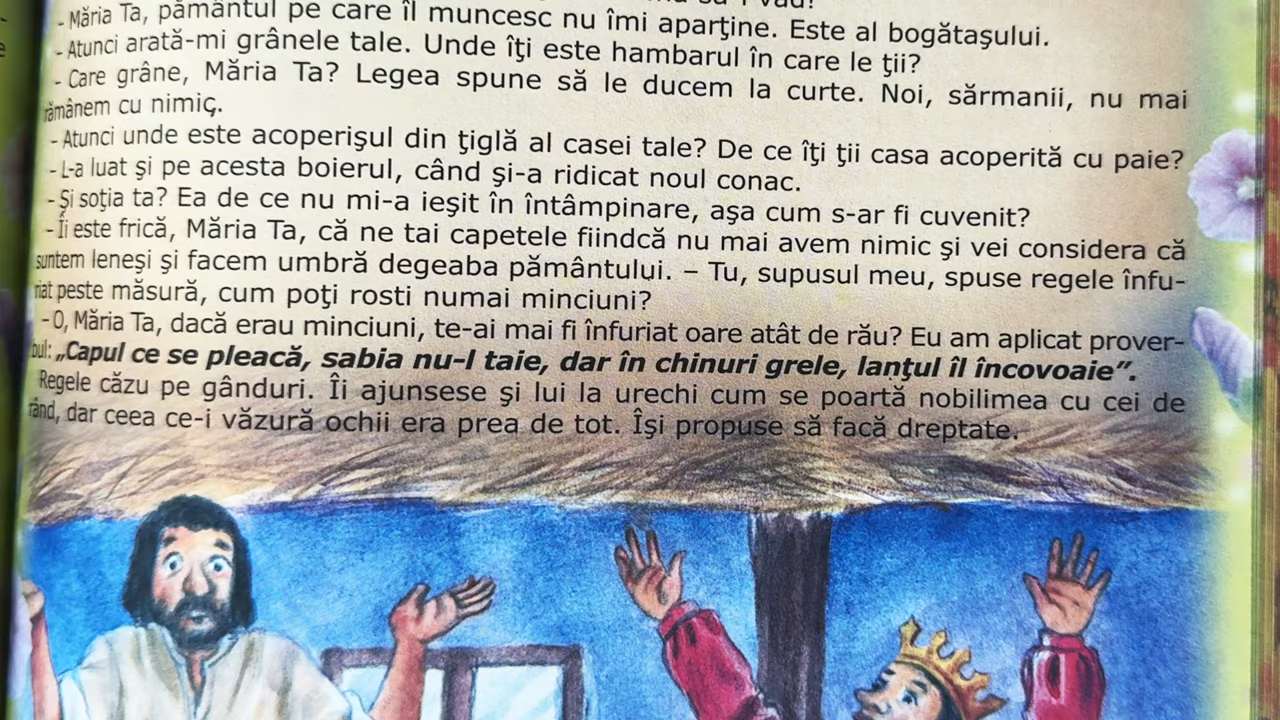 - Măria Ta, pământul pe care îl muncesc nu îmi aparţine. Este al bogătaşului.
- Atunci arată-mi grânele tale. Unde îţi este hambarul în care le ţii?
- Care grâne, Măria Ta? Legea spune să le ducem la curte. Noi, sărmanii, nu mai
rămânem cu nimic.
- Atunci unde este acoperişul din ţiglă al casei tale? De ce îţi ţii casa acoperită cu paie?
- L-a luat şi pe acesta boierul, când şi-a ridicat noul conac.
- Şi soţia ta? Ea de ce nu mi-a ieşit în întâmpinare, aşa cum s-ar fi cuvenit?
- Îi este frică, Măria Ta, că ne tai capetele fiindcă nu mai avem nimic şi vei considera că
suntem leneşi şi facem umbră degeaba pământului. – Tu, supusul meu, spuse regele înfu-
riat peste măsură, cum poţi rosti numai minciuni?
- O, Măria Ta, dacă erau minciuni, te-ai mai fi înfuriat oare atât de rău? Eu am aplicat prover-
bul: „Capul ce se pleacă, sabia nu-l taie, dar în chinuri grele, lanţul îl încovoaie”.
Regele căzu pe gânduri. Îi ajunsese şi lui la urechi cum se poartă nobilimea cu cei de
rând, dar ceea ce-i văzură ochii era prea de tot. Îşi propuse să facă dreptate.